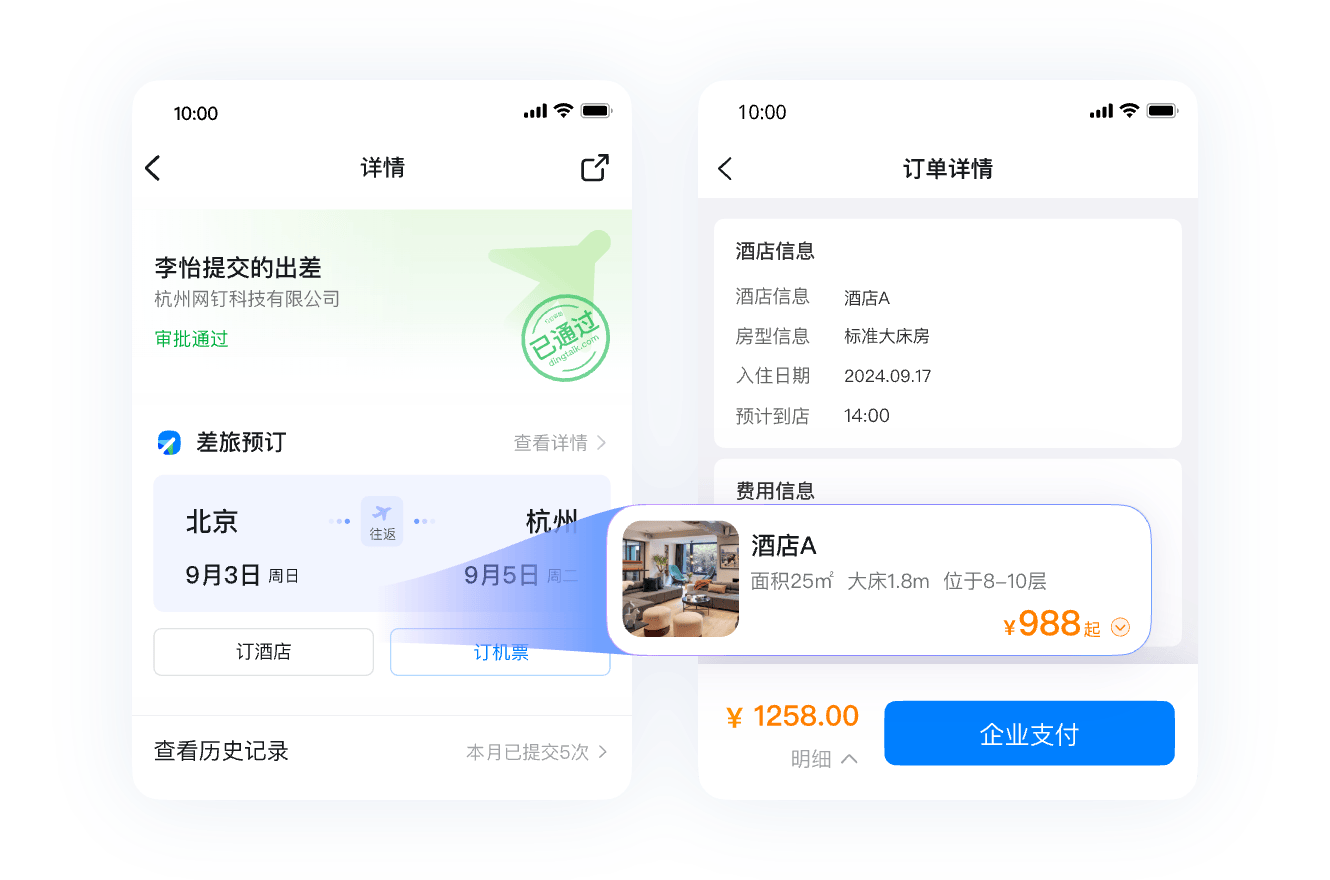 10:00
详情
李怡提交的出差
杭州网钉科技有限公司
审批通过
已通过
dingtalk.com
差旅预订
查看详情
北京
往返
杭州
9月3日 周日
9月5日 周二
订酒店
订机票
查看历史记录
本月已提交5次
10:00
订单详情
酒店信息
酒店信息 酒店A
房型信息 标准大床房
入住日期 2024.09.17
预计到店 14:00
费用信息
酒店A
面积25㎡ 大床1.8m 位于8–10层
¥988起
¥ 1258.00
明细
企业支付